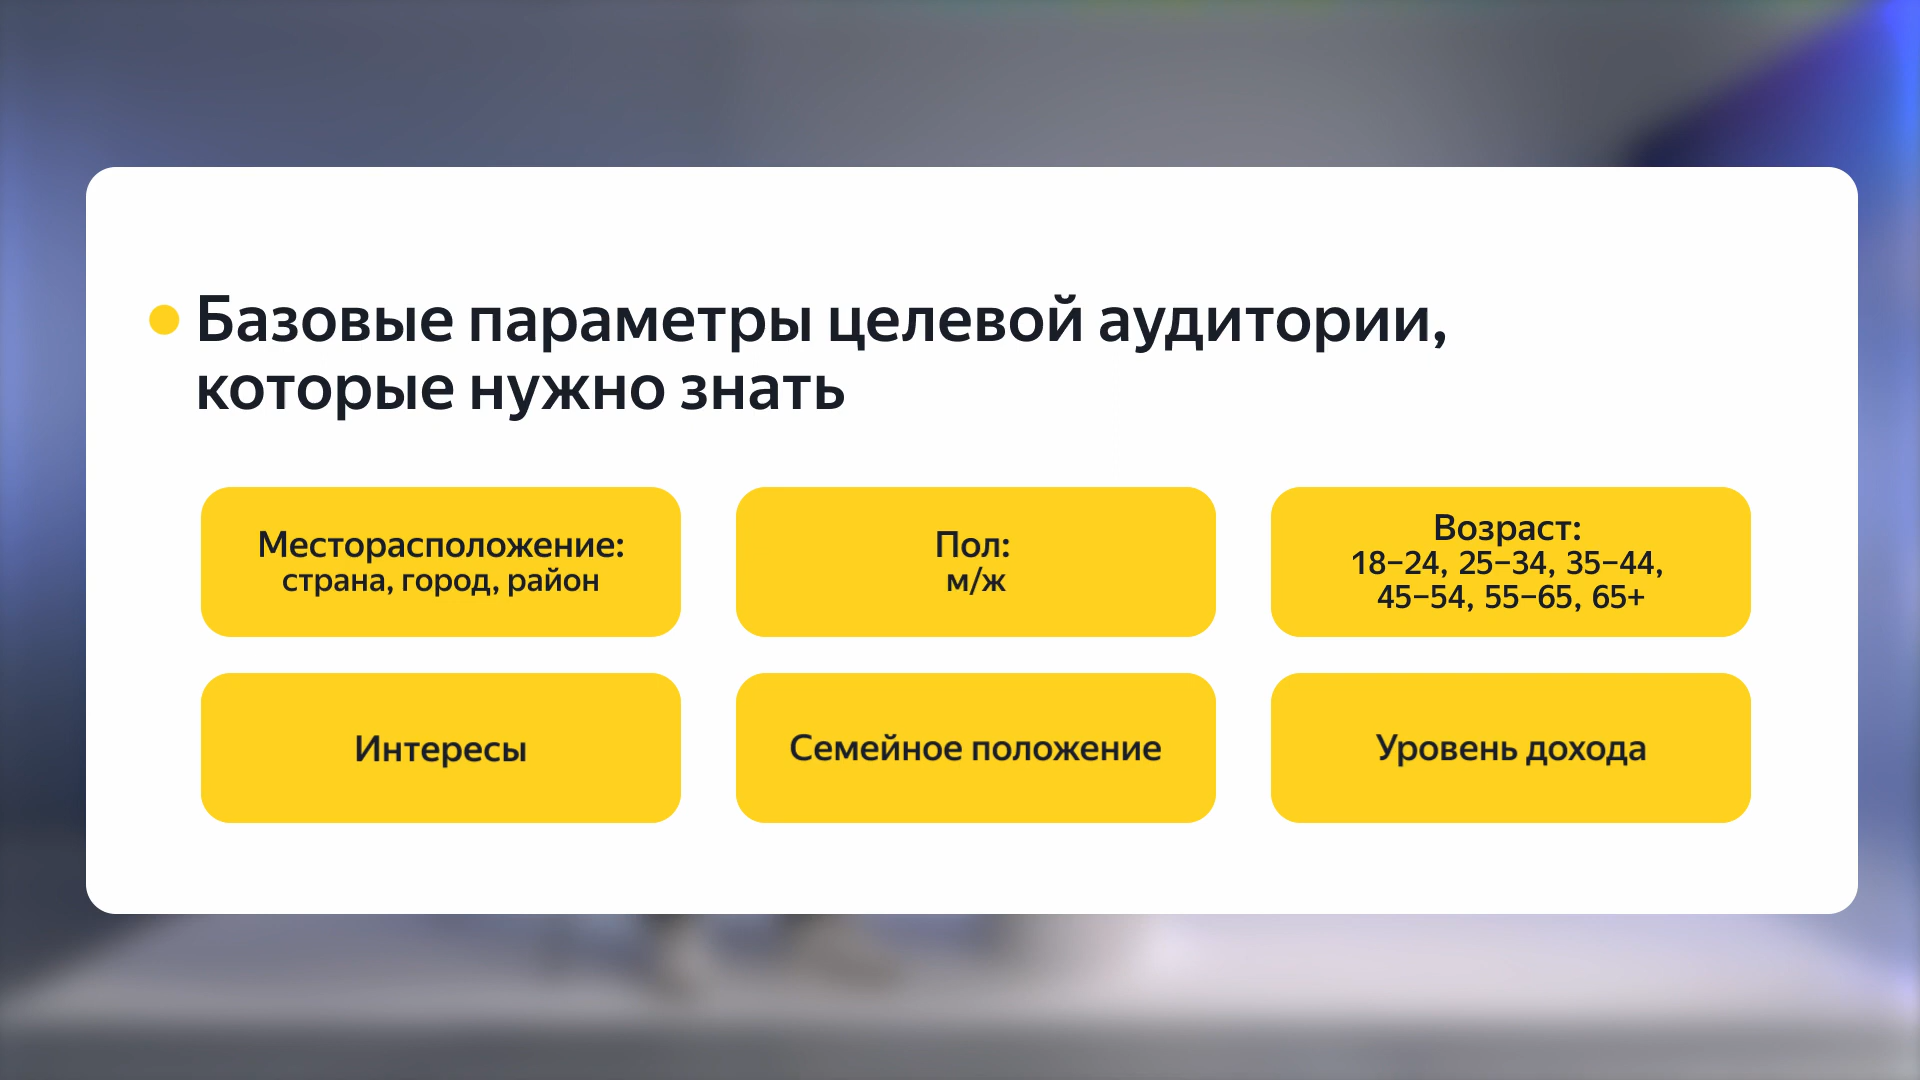 Базовые параметры целевой аудитории,
которые нужно знать
Месторасположение:
страна, город, район
Пол:
м/ж
Возраст:
18–24, 25–34, 35–44,
45–54, 55–65, 65+
Интересы
Семейное положение
Уровень дохода